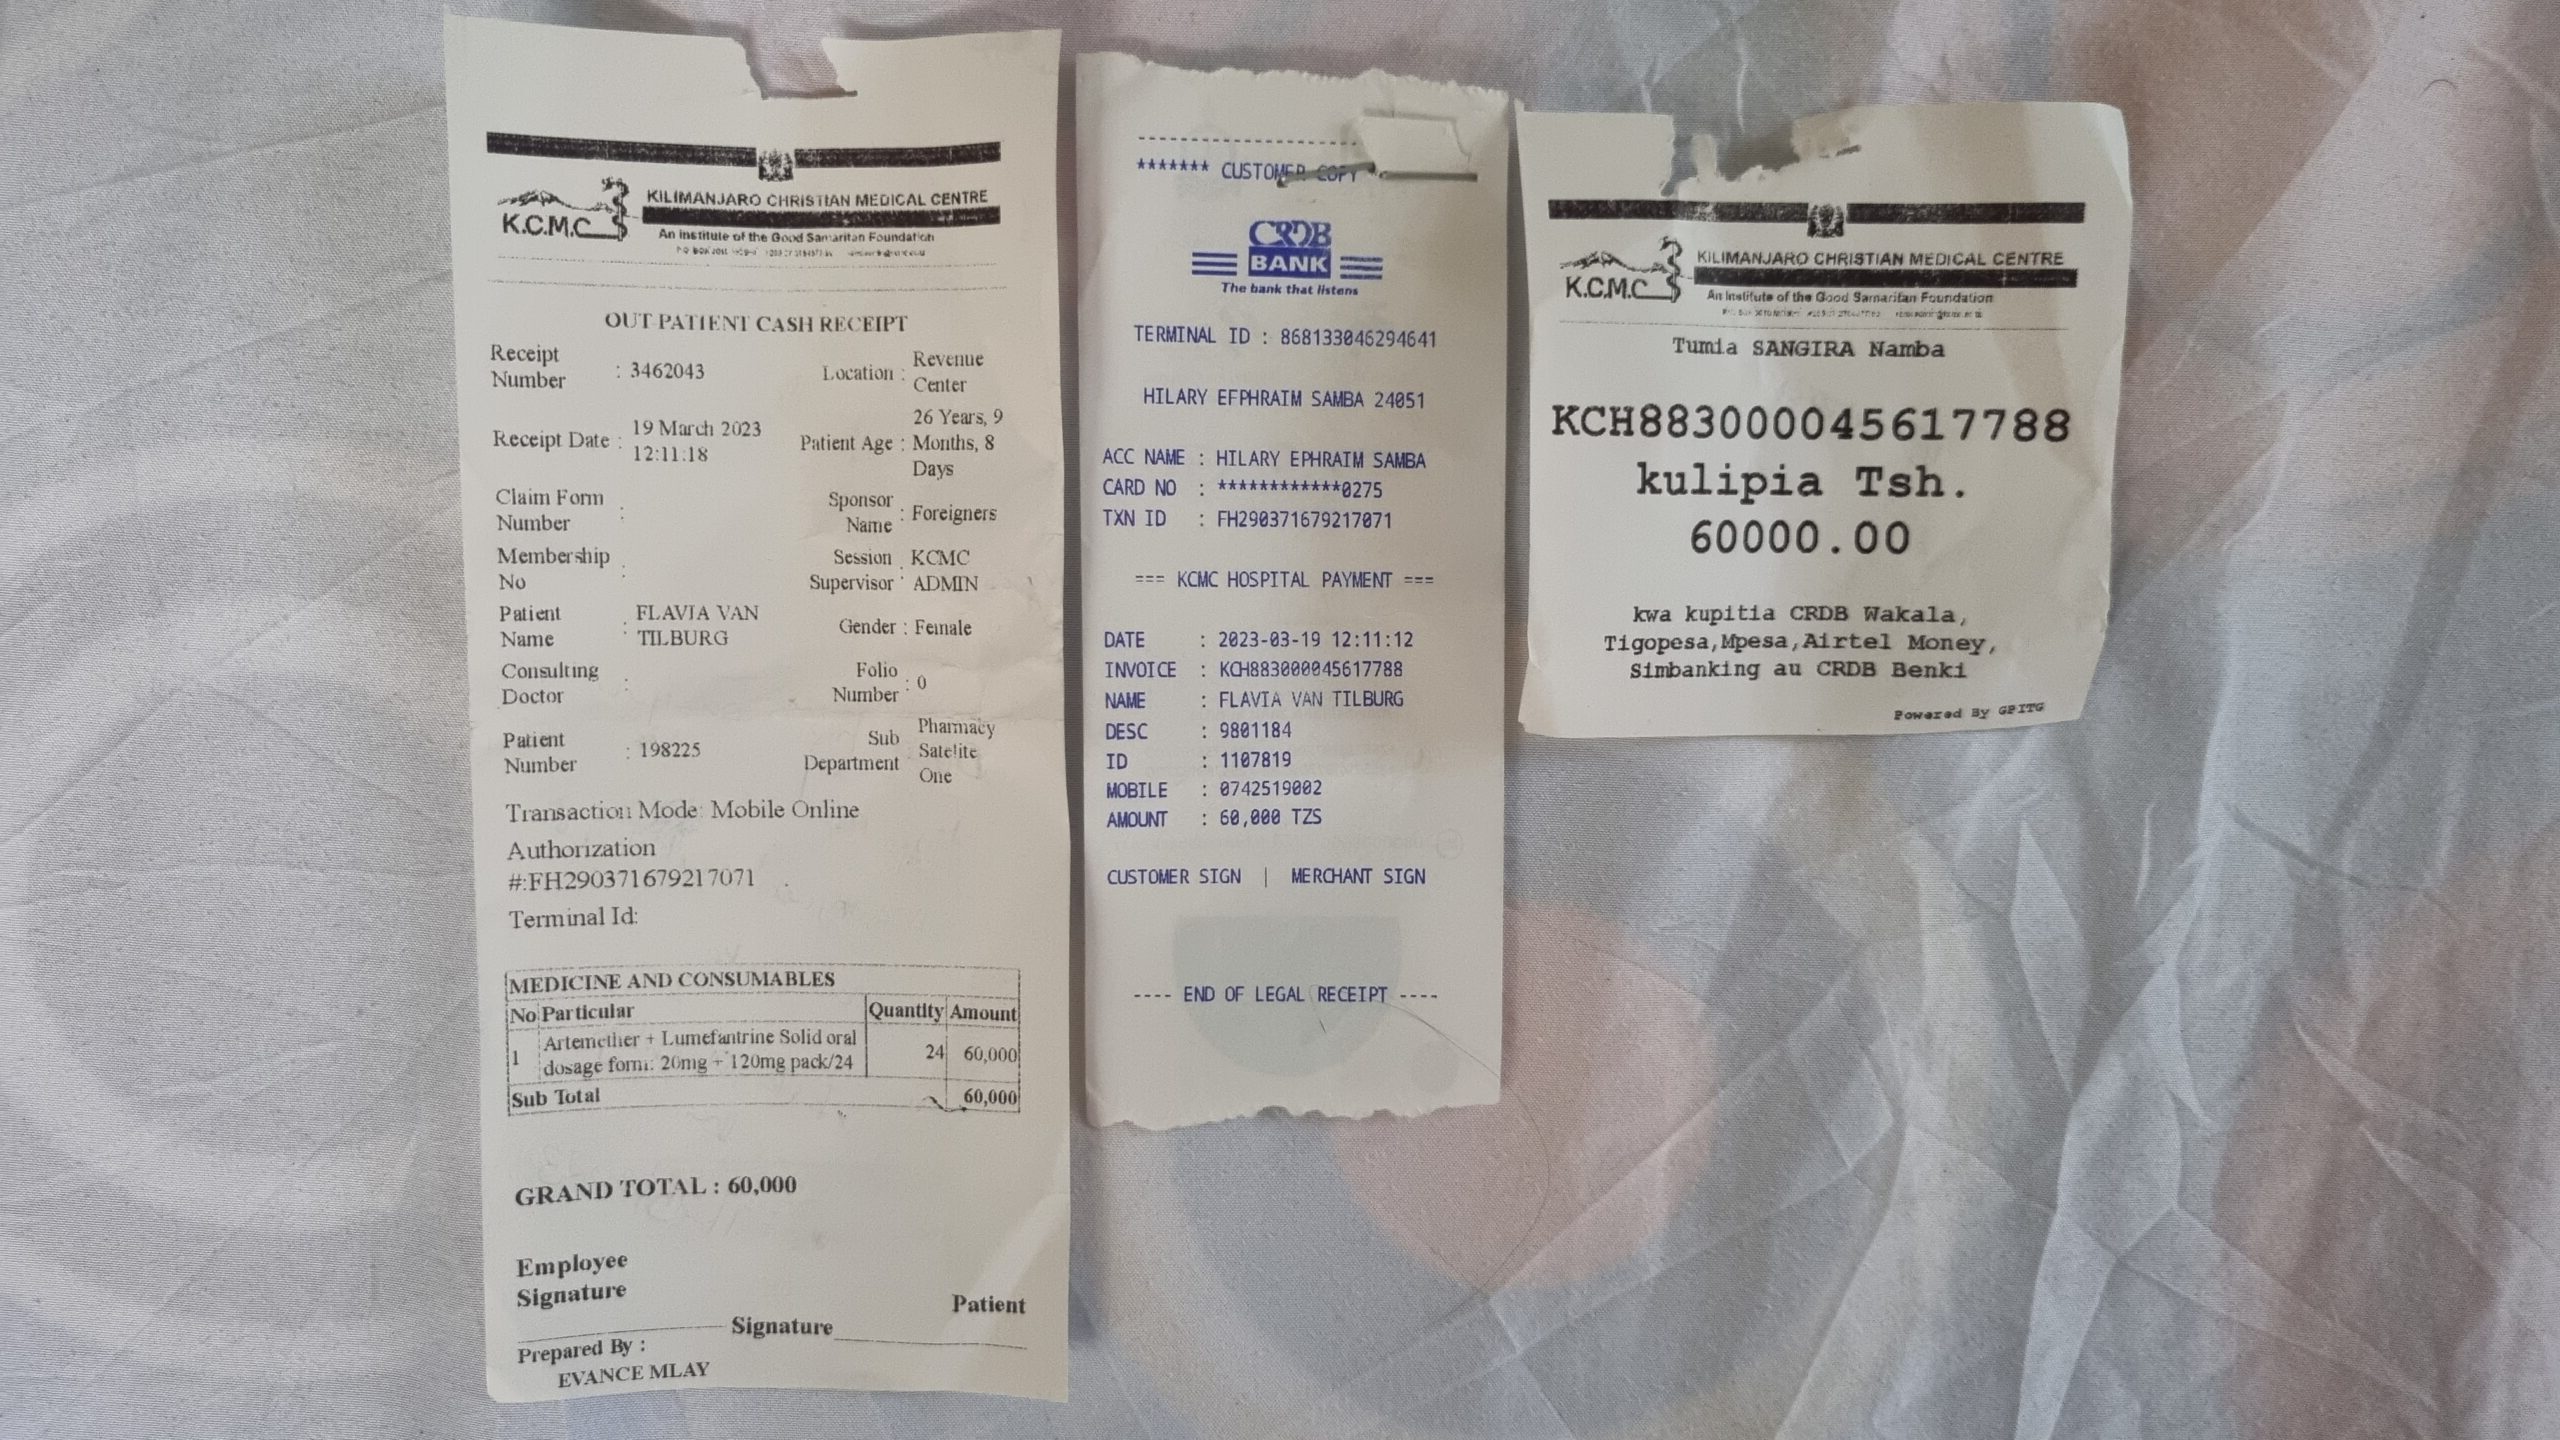 KILIMANJARO CHRISTIAN MEDICAL CENTRE
K.C.M.C
An institute of the Good Samaritan Foundation
OUT PATIENT CASH RECEIPT
Receipt Number : 3462043 Location : Revenue Center
Receipt Date : 19 March 2023 12:11:18 Patient Age : 26 Years, 9 Months, 8 Days
Claim Form Number : Sponsor Name : Foreigners
Membership No : Session Supervisor : KCMC ADMIN
Patient Name : FLAVIA VAN TILBURG Gender : Female
Consulting Doctor : Folio Number : 0
Patient Number : 198225 Sub Department : Pharmacy Satelite One
Transaction Mode: Mobile Online
Authorization
#:FH290371679217071
Terminal Id:
MEDICINE AND CONSUMABLES
No Particular Quantity Amount
1 Artemether + Lumefantrine Solid oral dosage form: 20mg + 120mg pack/24 24 60,000
Sub Total 60,000
GRAND TOTAL : 60,000
Employee
Signature
Patient
Signature
Prepared By :
EVANCE MLAY
******* CUSTOMER COPY
CRDB
BANK
The bank that listens
TERMINAL ID : 868133046294641
HILARY EFPHRAIM SAMBA 24051
ACC NAME : HILARY EPHRAIM SAMBA
CARD NO : ************0275
TXN ID : FH290371679217071
=== KCMC HOSPITAL PAYMENT ===
DATE : 2023-03-19 12:11:12
INVOICE : KCH883000045617788
NAME : FLAVIA VAN TILBURG
DESC : 9801184
ID : 1107819
MOBILE : 0742519002
AMOUNT : 60,000 TZS
CUSTOMER SIGN | MERCHANT SIGN
---- END OF LEGAL RECEIPT ----
KILIMANJARO CHRISTIAN MEDICAL CENTRE
K.C.M.C
An Institute of the Good Samaritan Foundation
Tumia SANGIRA Namba
KCH883000045617788
kulipia Tsh.
60000.00
kwa kupitia CRDB Wakala,
Tigopesa,Mpesa,Airtel Money,
Simbanking au CRDB Benki
Powered By GPITG